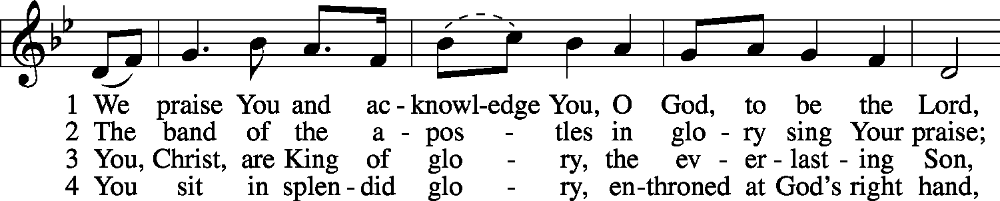 1 We praise You and ac - knowl-edge You, O God, to be the Lord,
2 The band of the a - pos - tles in glo - ry sing Your praise;
3 You, Christ, are King of glo - ry, the ev - er - last - ing Son,
4 You sit in splen - did glo - ry, en-throned at God's right hand,